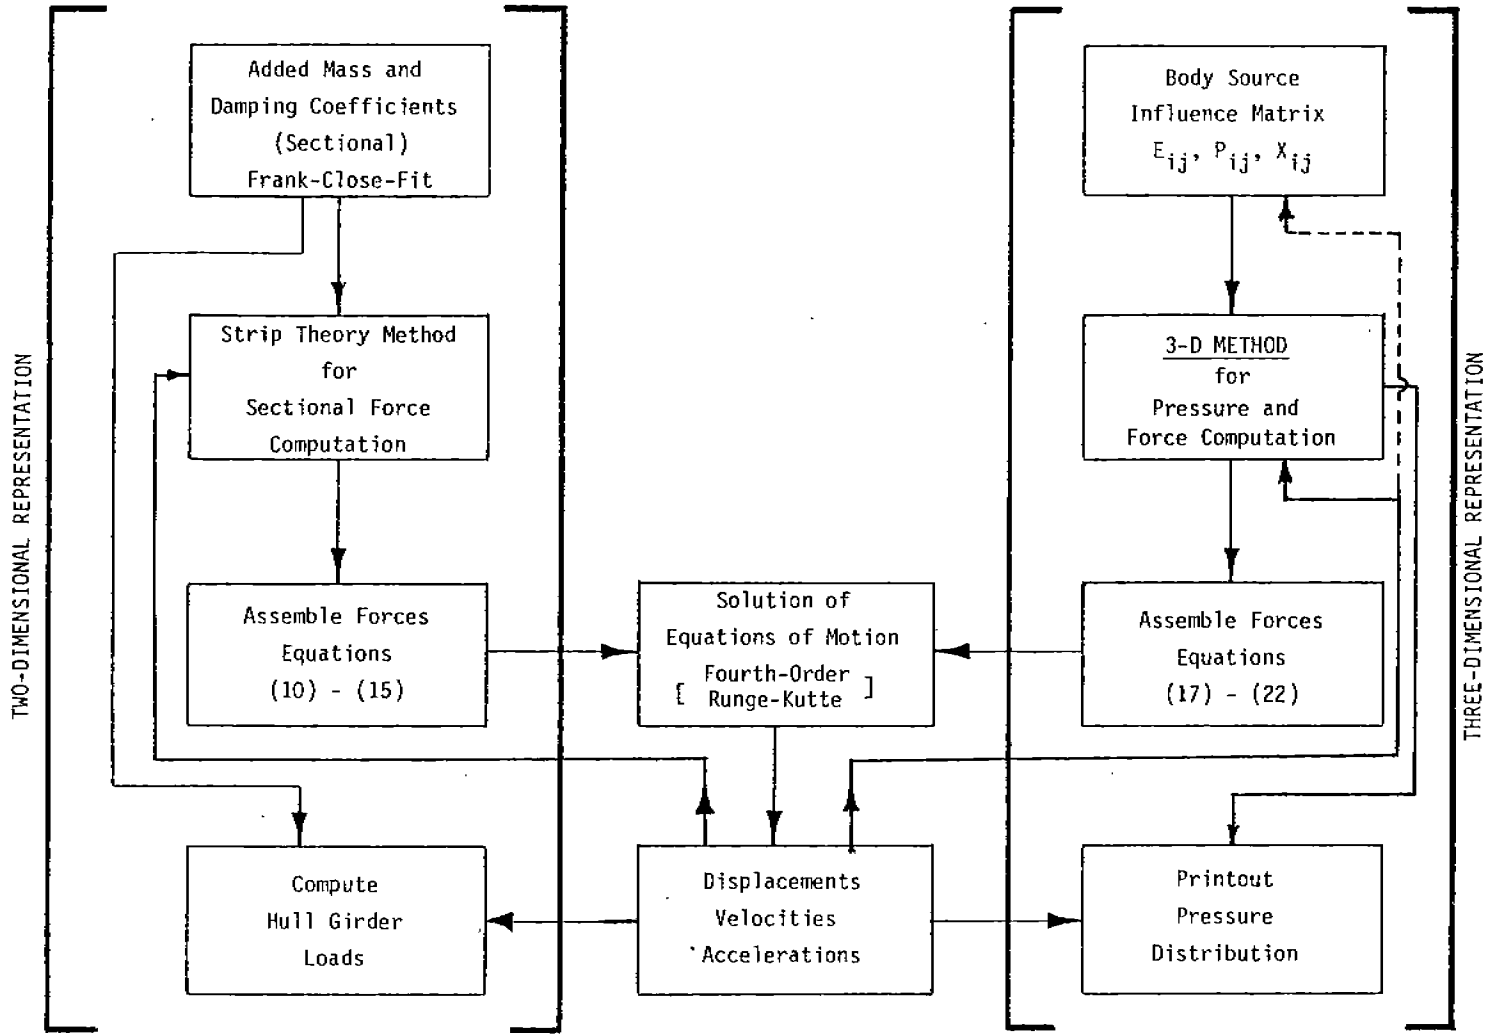 TWO-DIMENSIONAL REPRESENTATION
Added Mass and
Damping Coefficients
(Sectional)
Frank-Close-Fit
Strip Theory Method
for
Sectional Force
Computation
Assemble Forces
Equations
(10) - (15)
Compute
Hull Girder
Loads
Solution of
Equations of Motion
[ Fourth-Order
Runge-Kutte ]
Displacements
Velocities
Accelerations
Body Source
Influence Matrix
E_ij, P_ij, X_ij
3-D METHOD
for
Pressure and
Force Computation
Assemble Forces
Equations
(17) - (22)
Printout
Pressure
Distribution
THREE-DIMENSIONAL REPRESENTATION